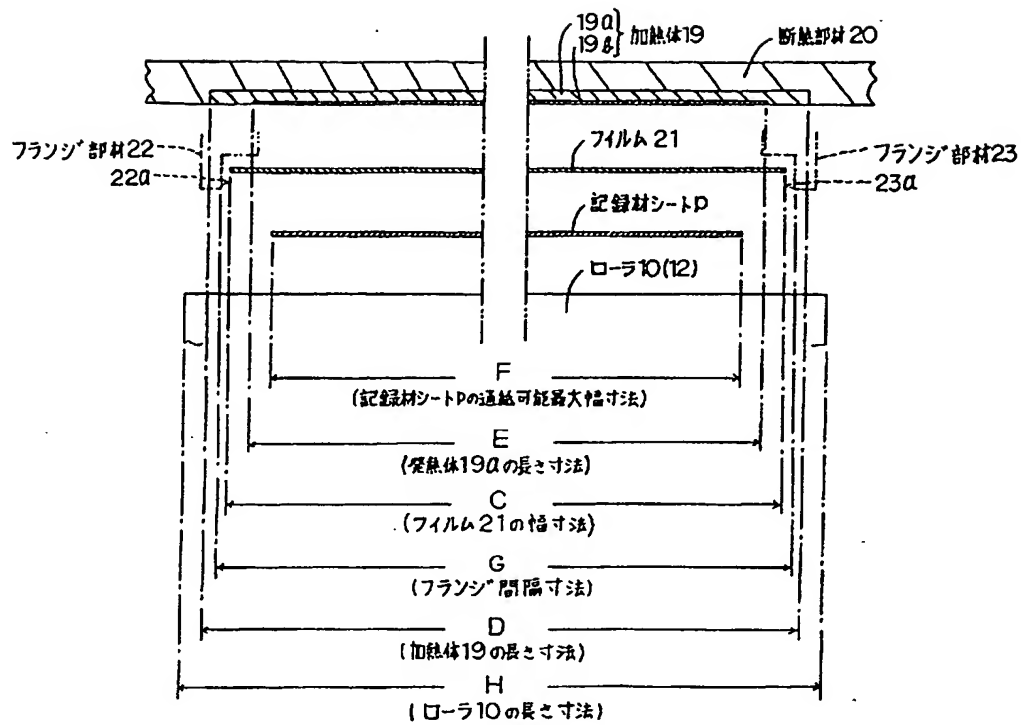 19a
19b } 加熱体19
断熱部材20
フランジ部材22
22a
フィルム21
フランジ部材23
23a
記録材シートP
ローラ10(12)
F
(記録材シートPの通紙可能最大幅寸法)
E
(発熱体19aの長さ寸法)
C
(フィルム21の幅寸法)
G
(フランジ間隔寸法)
D
(加熱体19の長さ寸法)
H
(ローラ10の長さ寸法)